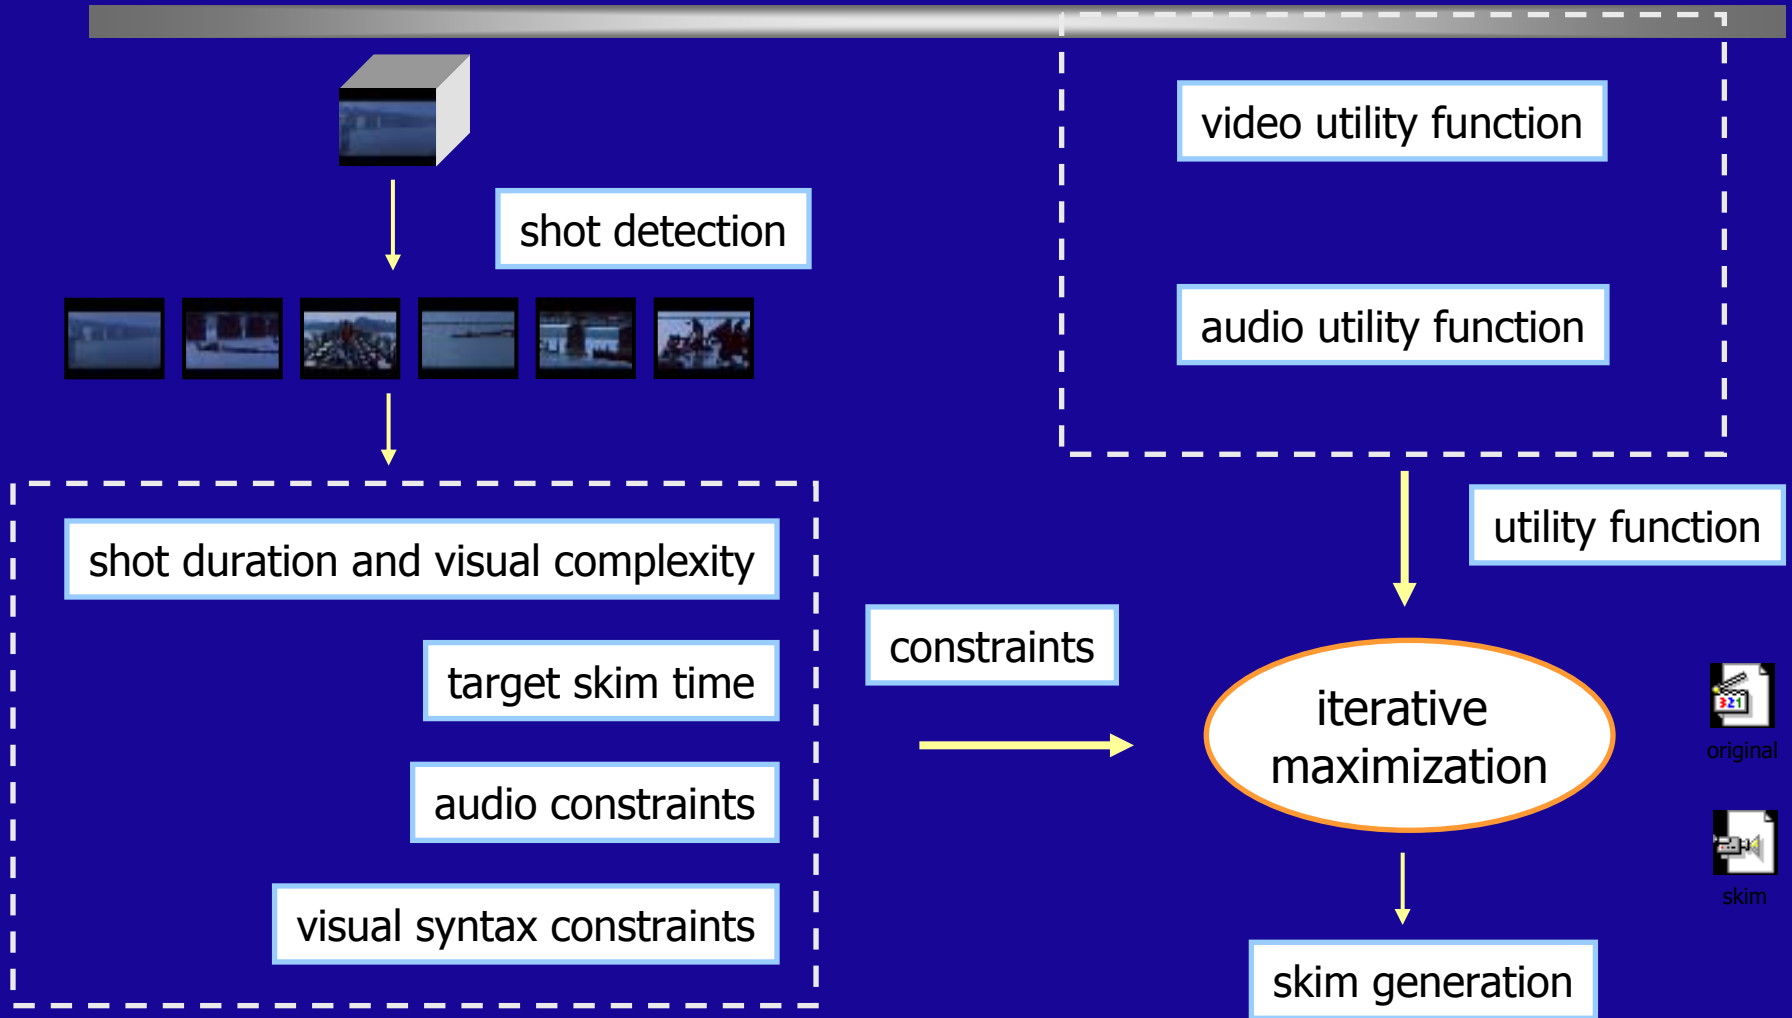 video utility function
shot detection
audio utility function
utility function
shot duration and visual complexity
constraints
target skim time
iterative
maximization
321
original
audio constraints
skim
visual syntax constraints
skim generation